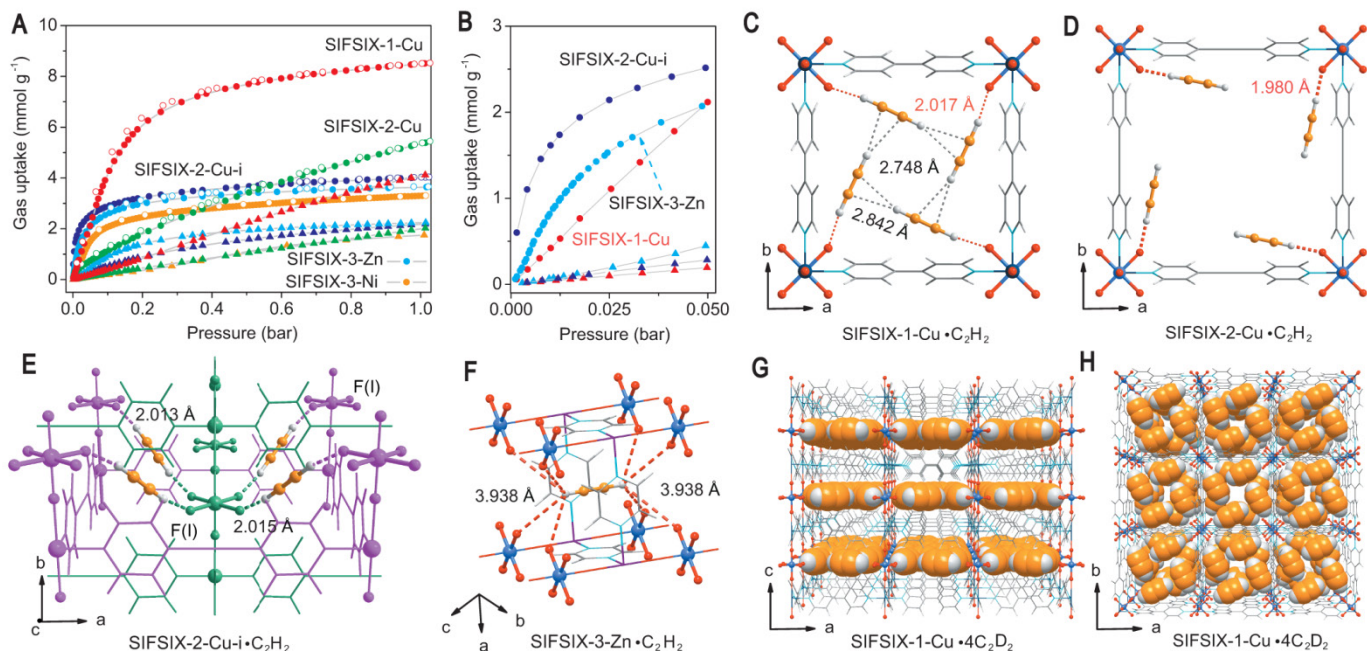 A
Gas uptake (mmol g⁻¹)
10
8
6
4
2
0
0.0 0.2 0.4 0.6 0.8 1.0
Pressure (bar)
SIFSIX-1-Cu
SIFSIX-2-Cu
SIFSIX-2-Cu-i
SIFSIX-3-Zn
SIFSIX-3-Ni
B
Gas uptake (mmol g⁻¹)
3
2
1
0
0.000 0.025 0.050
Pressure (bar)
SIFSIX-2-Cu-i
SIFSIX-3-Zn
SIFSIX-1-Cu
C
2.017 Å
2.748 Å
2.842 Å
b
a
SIFSIX-1-Cu•C₂H₂
D
1.980 Å
b
a
SIFSIX-2-Cu•C₂H₂
E
F(I)
F(I)
2.013 Å
2.015 Å
b
c
a
SIFSIX-2-Cu-i•C₂H₂
F
3.938 Å
3.938 Å
c
b
a
SIFSIX-3-Zn•C₂H₂
G
c
a
SIFSIX-1-Cu•4C₂D₂
H
b
a
SIFSIX-1-Cu•4C₂D₂